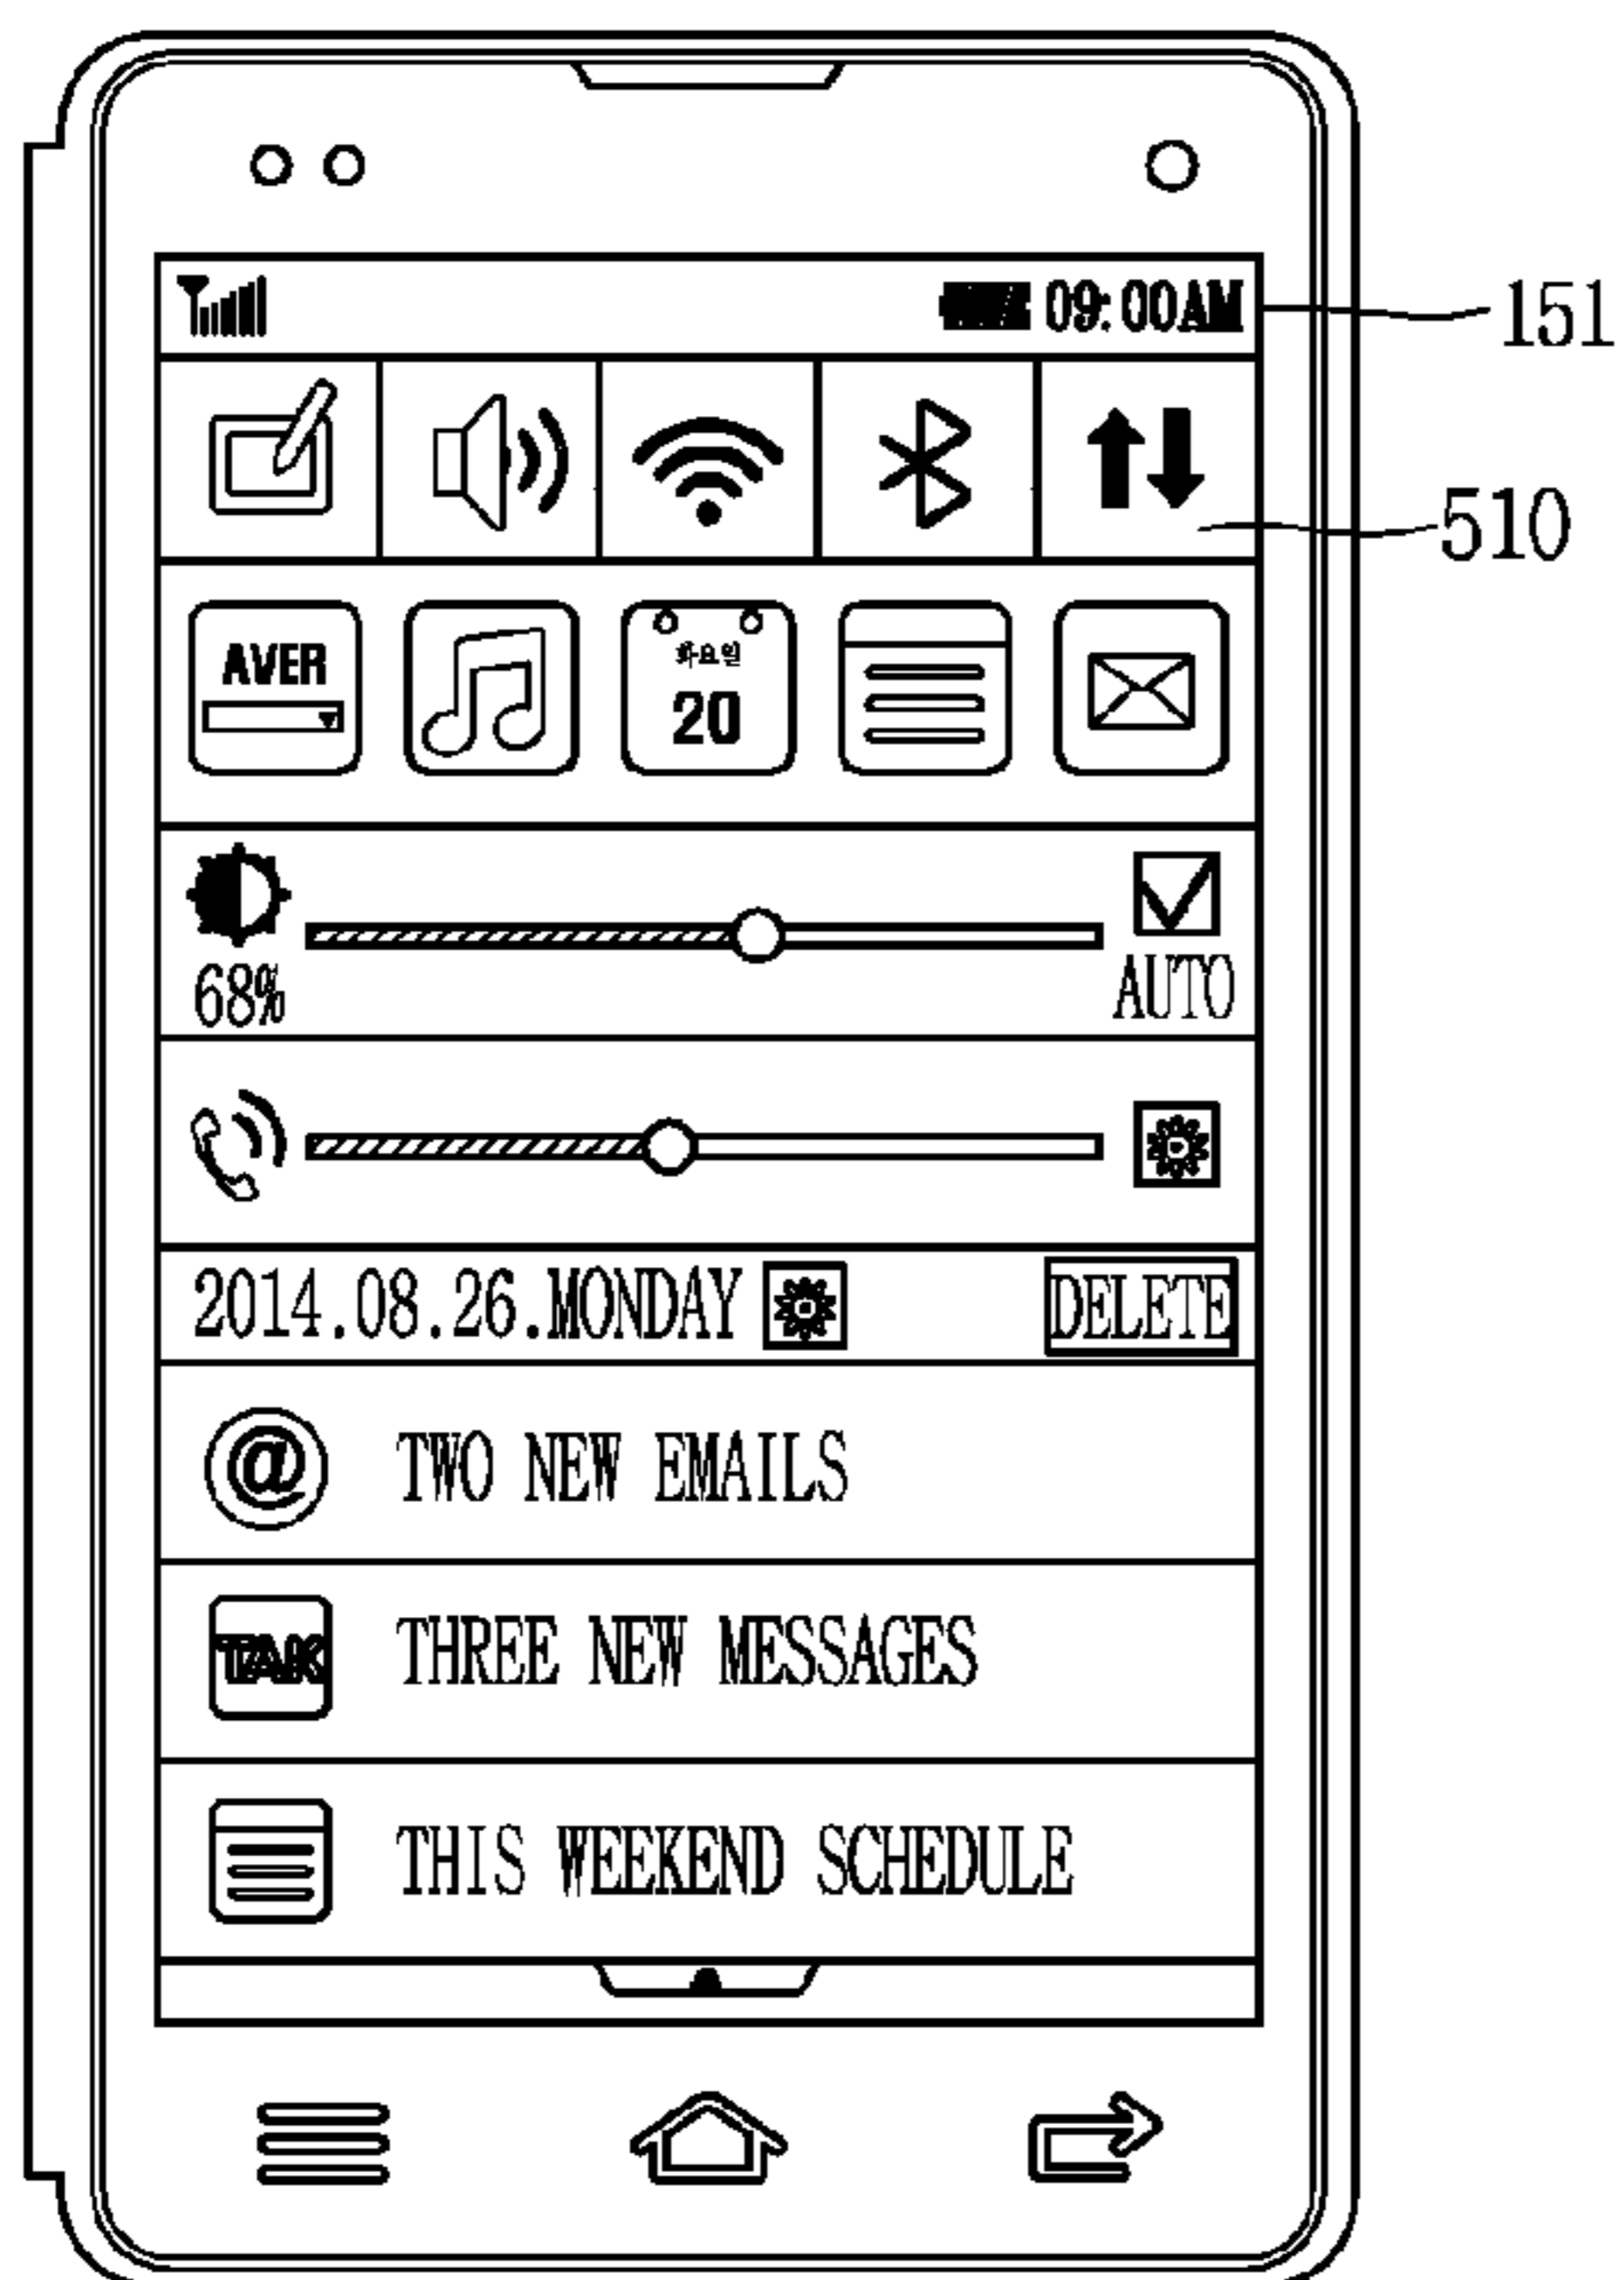 09:00AM
151
510
AVER
화요일
20
68%
AUTO
2014.08.26.MONDAY
DELETE
@
TWO NEW EMAILS
TAK
THREE NEW MESSAGES
THIS WEEKEND SCHEDULE